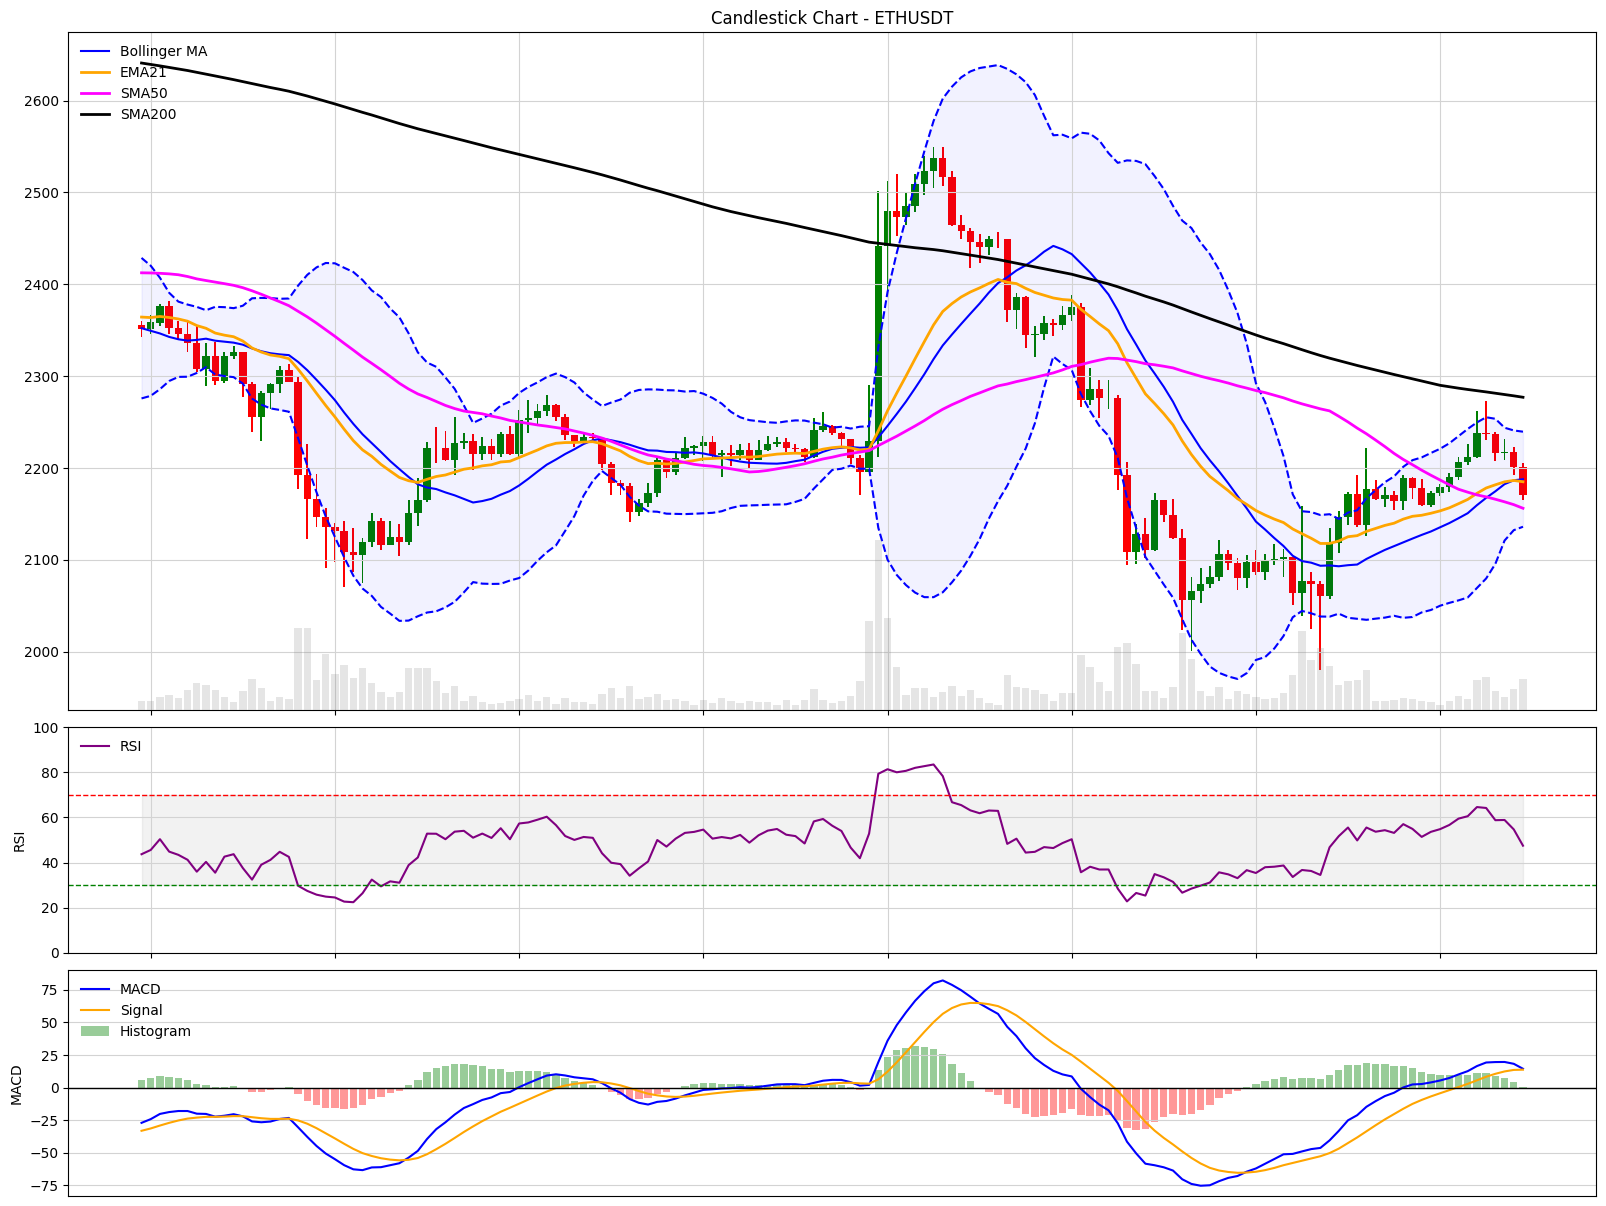 Candlestick Chart - ETHUSDT
Bollinger MA
EMA21
SMA50
SMA200
2600
2500
2400
2300
2200
2100
2000
RSI
100
80
60
40
20
0
RSI
MACD
Signal
Histogram
75
50
25
0
−25
−50
−75
MACD